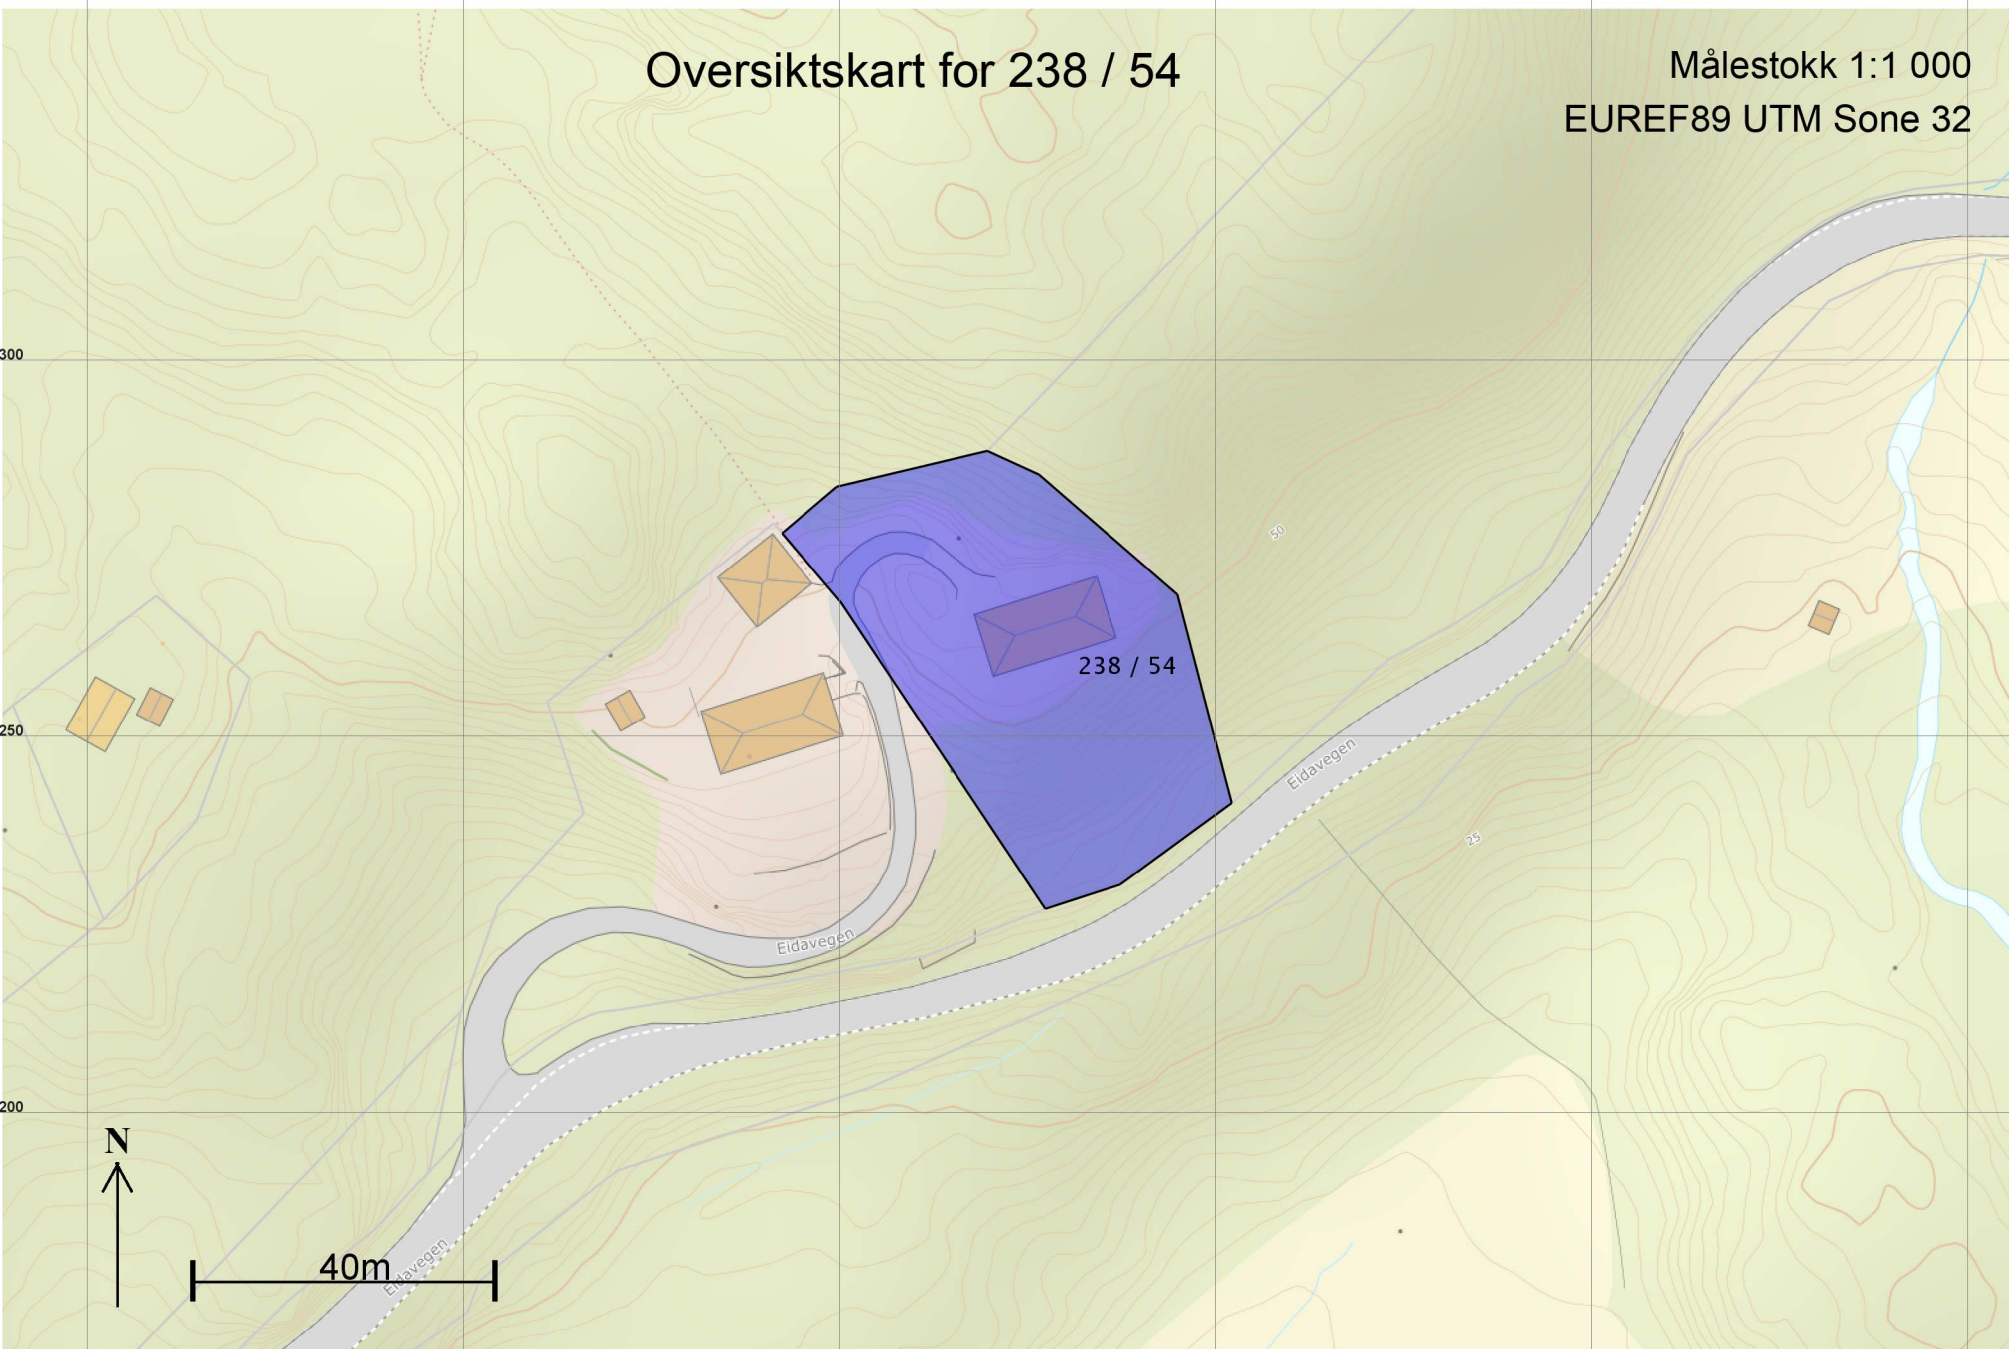 Oversiktskart for 238 / 54
Målestokk 1:1 000
EUREF89 UTM Sone 32
300
50
238 / 54
250
Eidavegen
25
Eidavegen
200
N
40m
Eidavegen